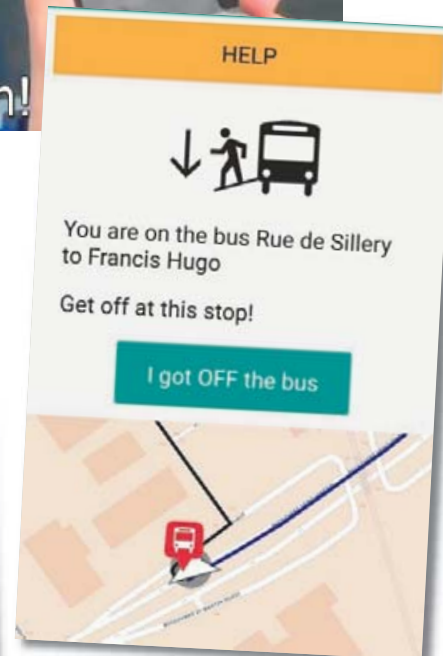 n!
HELP
You are on the bus Rue de Sillery
to Francis Hugo
Get off at this stop!
I got OFF the bus